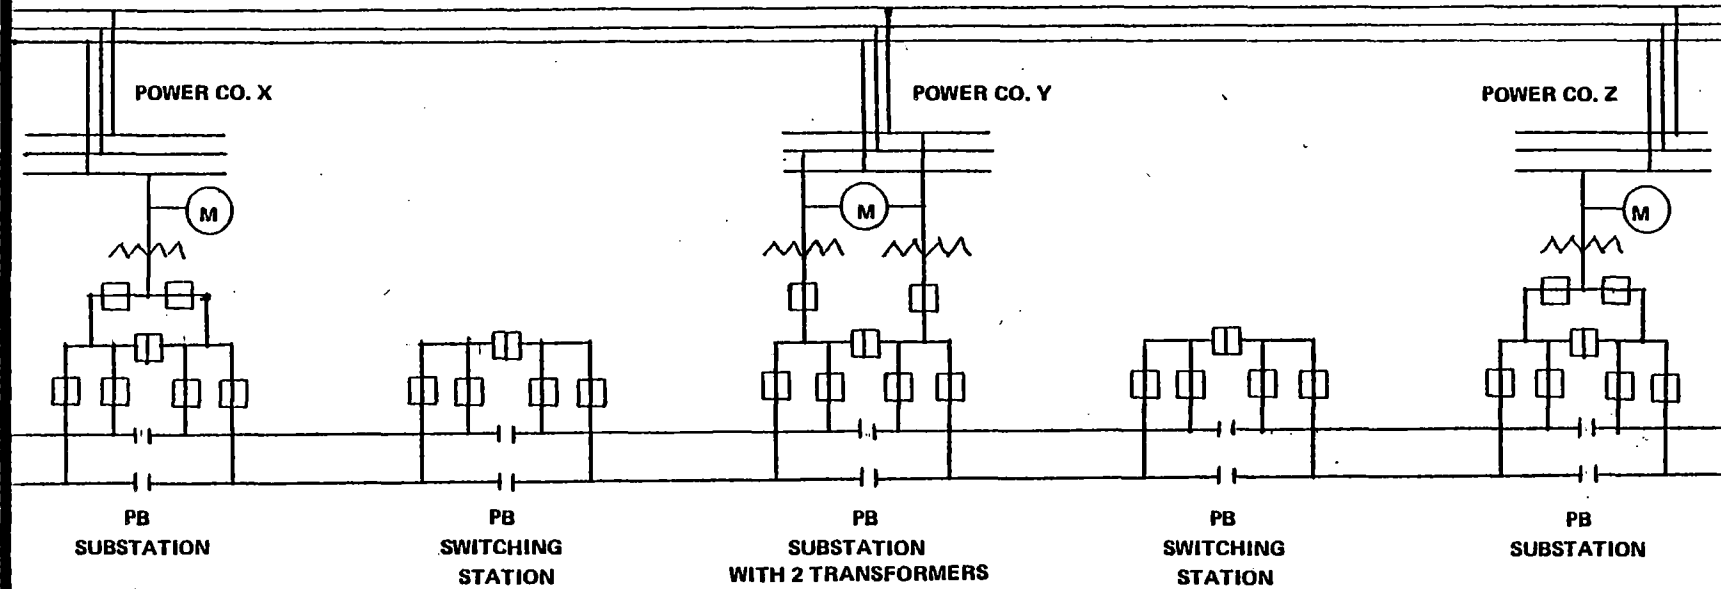 POWER CO. X
POWER CO. Y
POWER CO. Z
M
M
M
PB
SUBSTATION
PB
SWITCHING
STATION
PB
SUBSTATION
WITH 2 TRANSFORMERS
PB
SWITCHING
STATION
PB
SUBSTATION